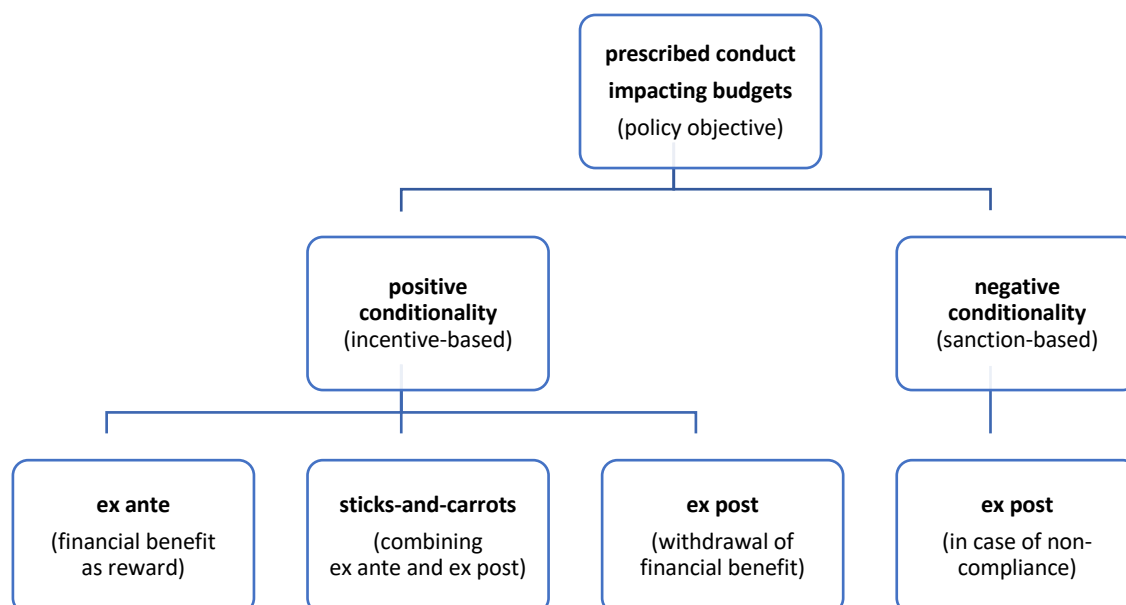 prescribed conduct
impacting budgets
(policy objective)
positive
conditionality
(incentive-based)
negative
conditionality
(sanction-based)
ex ante
(financial benefit
as reward)
sticks-and-carrots
(combining
ex ante and ex post)
ex post
(withdrawal of
financial benefit)
ex post
(in case of non-
compliance)